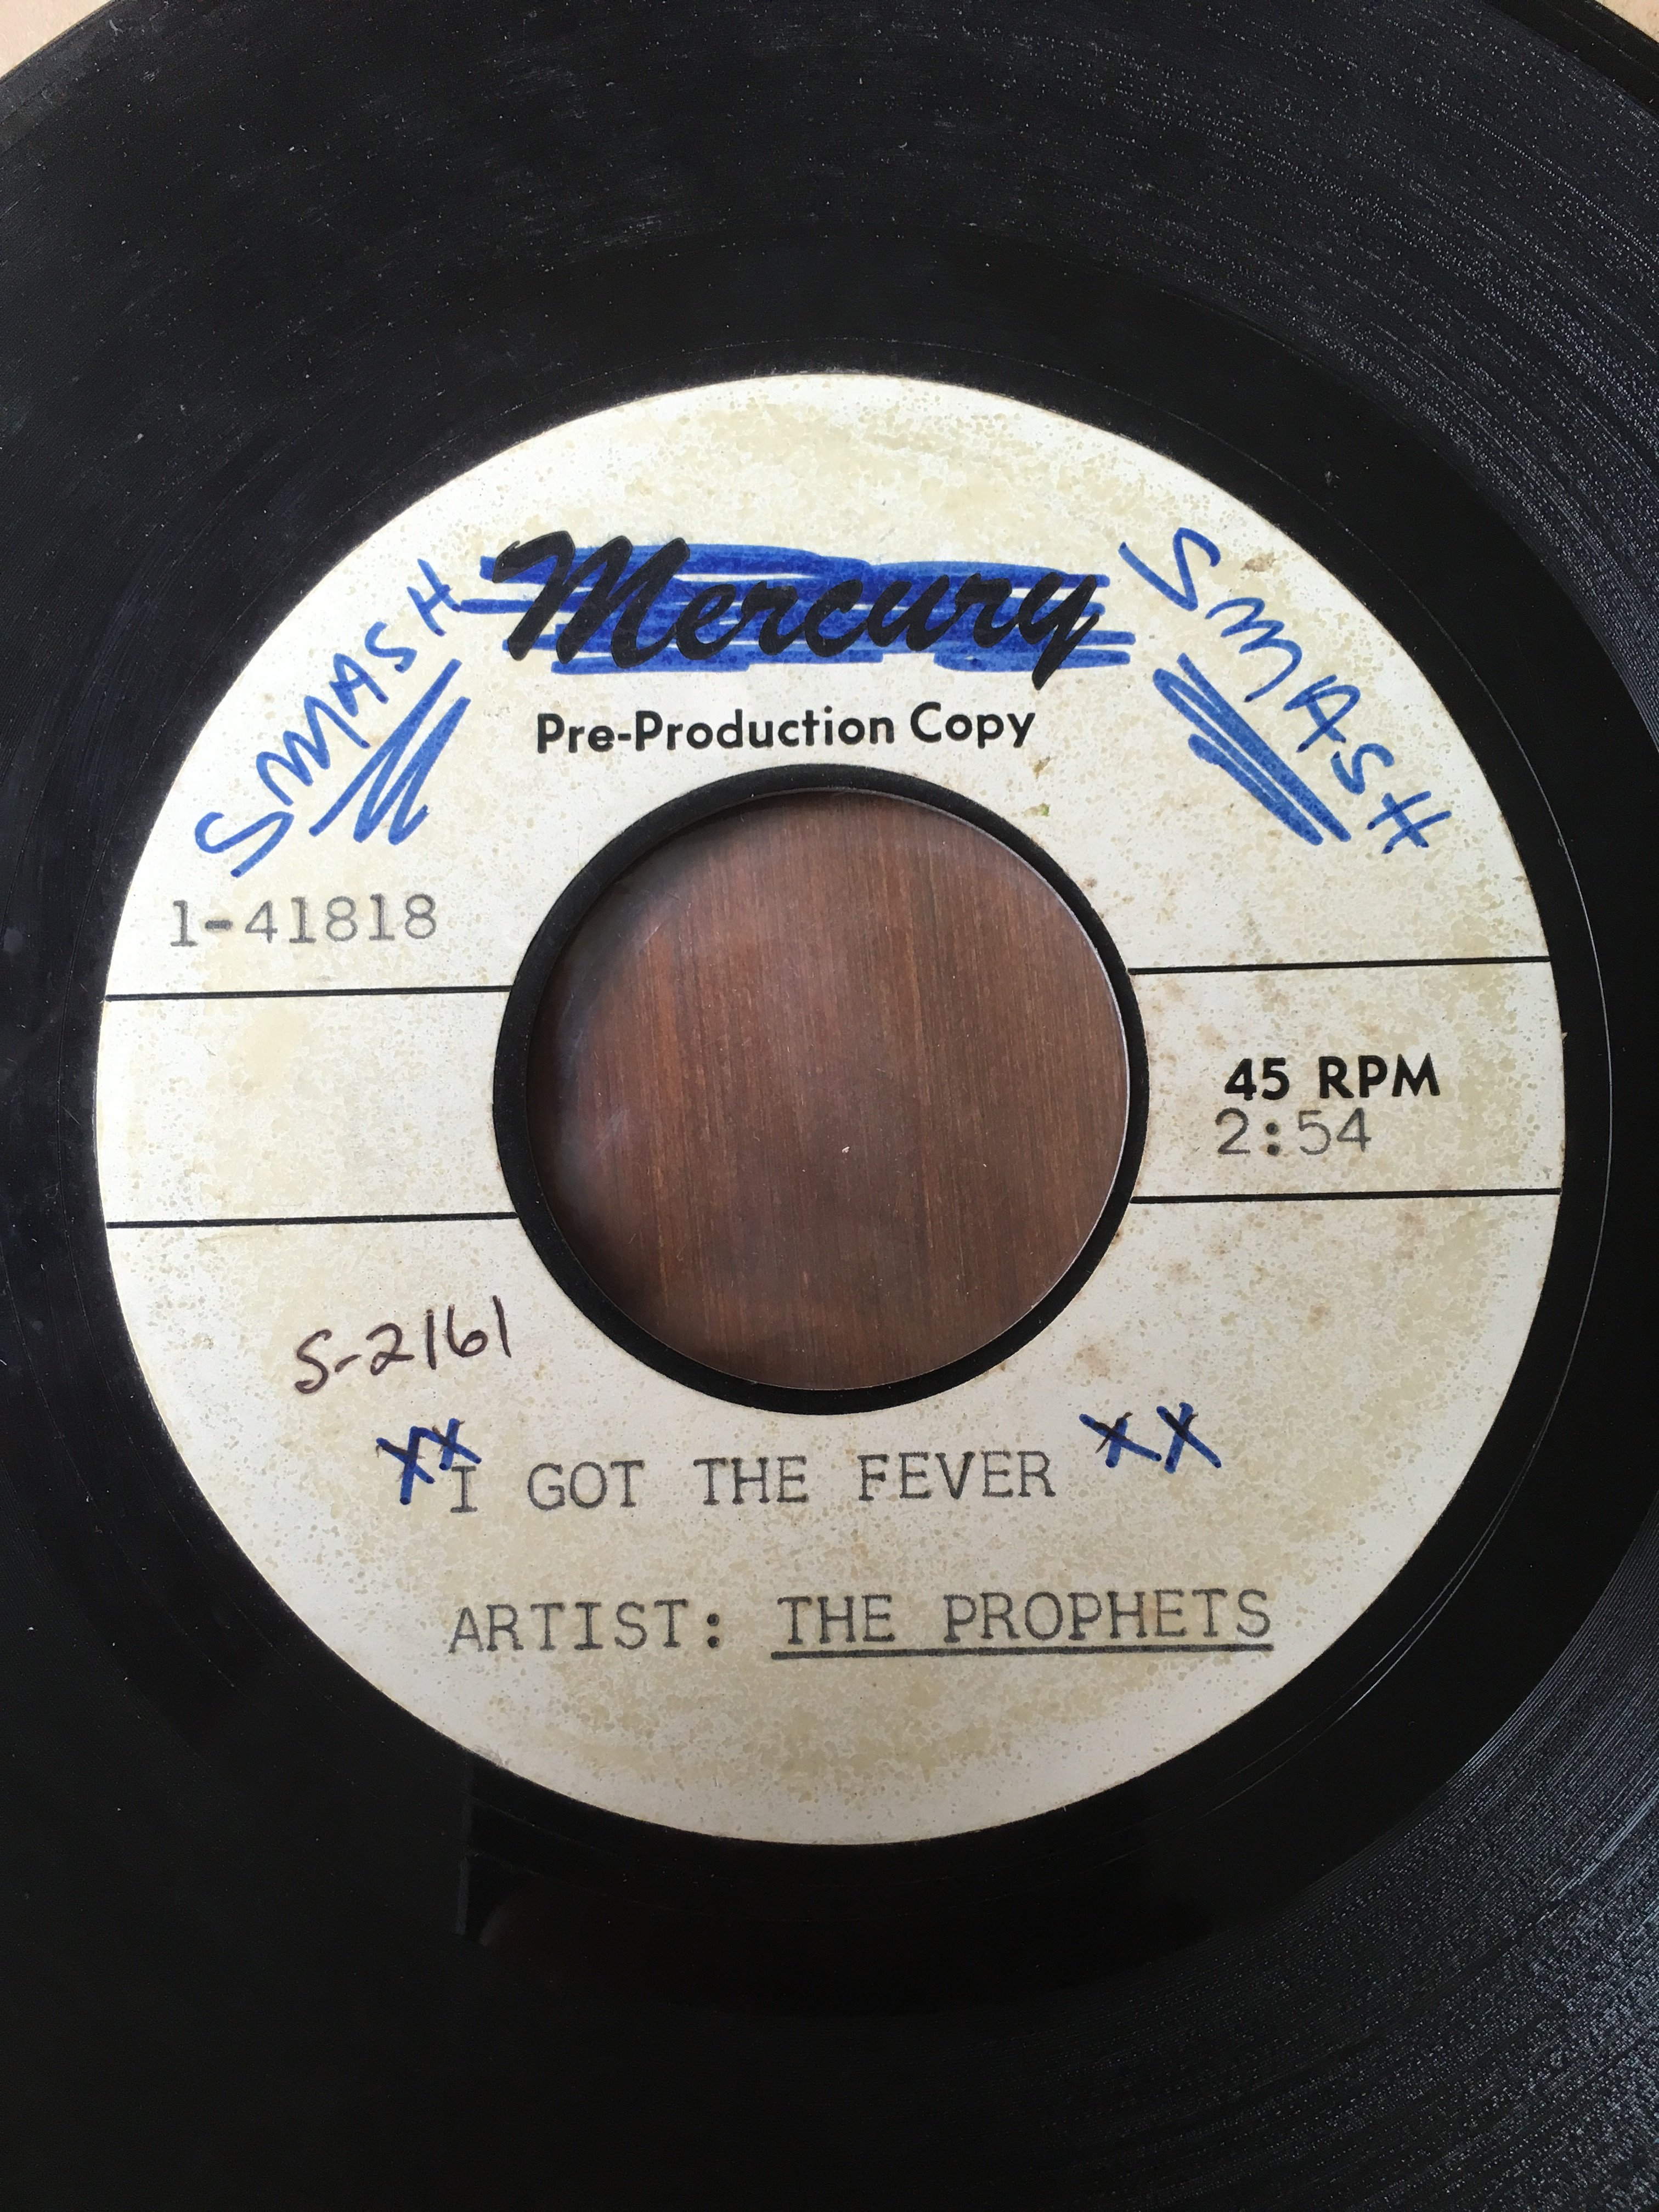 Mercury
SMASH
SMASH
Pre-Production Copy
1-41818
45 RPM
2:54
S-2161
XX I GOT THE FEVER XX
ARTIST: THE PROPHETS